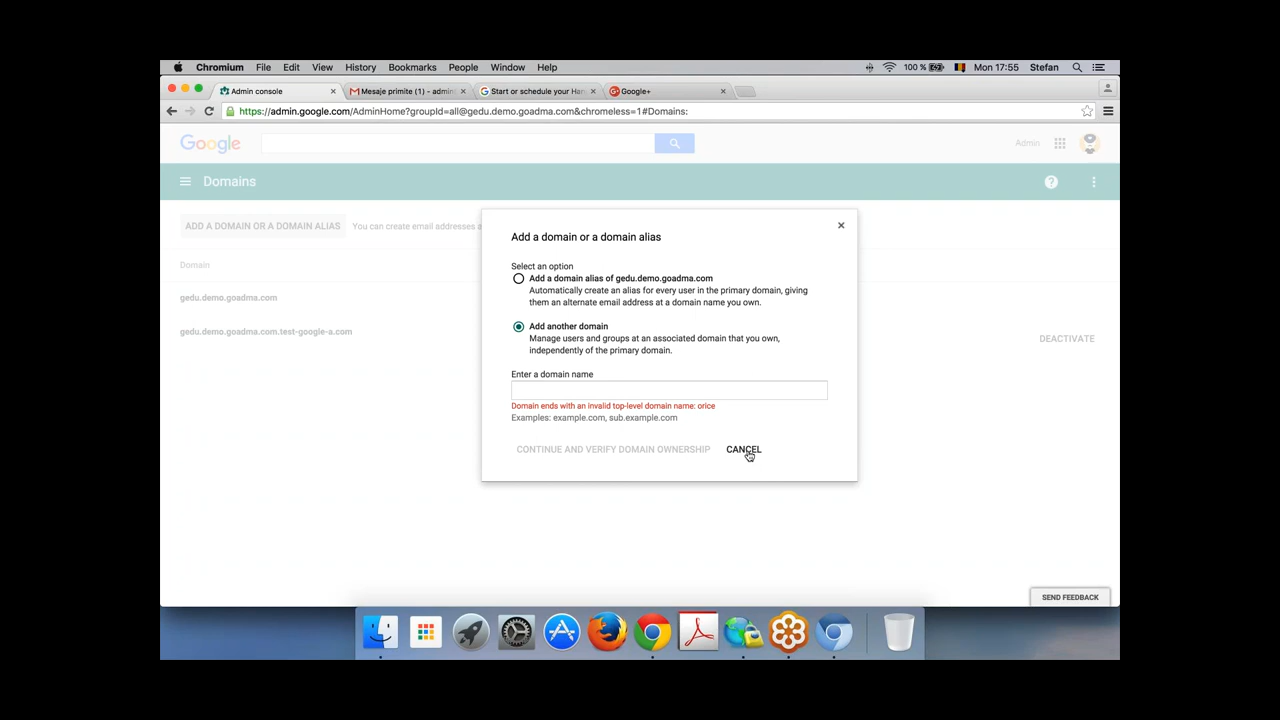 Chromium File Edit View History Bookmarks People Window Help 100 % Mon 17:55 Stefan
Admin console Mesaje primite (1) - admin Start or schedule your Han Google+
https://admin.google.com/AdminHome?groupId=all@gedu.demo.goadma.com&chromeless=1#Domains:
Google Admin
Domains
ADD A DOMAIN OR A DOMAIN ALIAS You can create email addresses a
Domain
gedu.demo.goadma.com
gedu.demo.goadma.com.test-google-a.com
DEACTIVATE
Add a domain or a domain alias
Select an option
Add a domain alias of gedu.demo.goadma.com
Automatically create an alias for every user in the primary domain, giving
them an alternate email address at a domain name you own.
Add another domain
Manage users and groups at an associated domain that you own,
independently of the primary domain.
Enter a domain name
Domain ends with an invalid top-level domain name: orice
Examples: example.com, sub.example.com
CONTINUE AND VERIFY DOMAIN OWNERSHIP CANCEL
SEND FEEDBACK